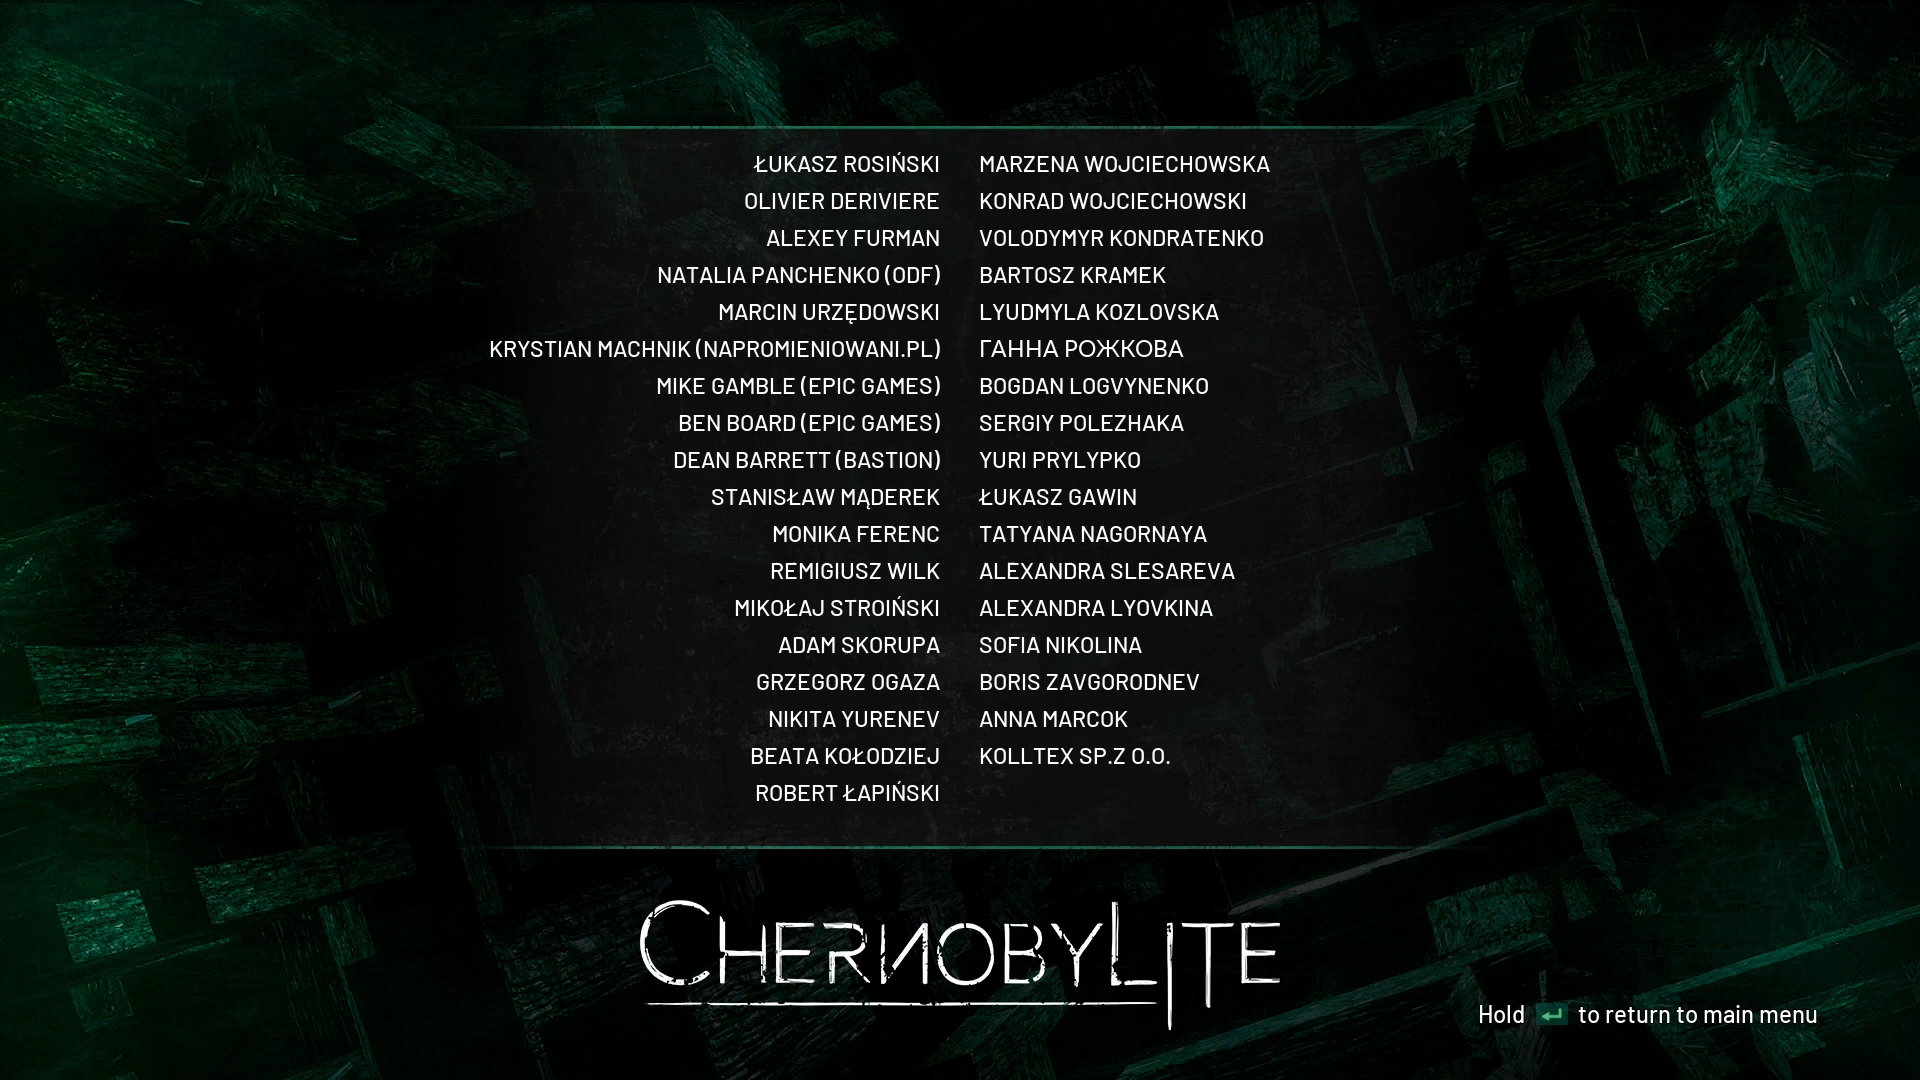 ŁUKASZ ROSIŃSKI
OLIVIER DERIVIERE
ALEXEY FURMAN
NATALIA PANCHENKO (ODF)
MARCIN URZĘDOWSKI
KRYSTIAN MACHNIK (NAPROMIENIOWANI.PL)
MIKE GAMBLE (EPIC GAMES)
BEN BOARD (EPIC GAMES)
DEAN BARRETT (BASTION)
STANISŁAW MĄDEREK
MONIKA FERENC
REMIGIUSZ WILK
MIKOŁAJ STROIŃSKI
ADAM SKORUPA
GRZEGORZ OGAZA
NIKITA YURENEV
BEATA KOŁODZIEJ
ROBERT ŁAPIŃSKI
MARZENA WOJCIECHOWSKA
KONRAD WOJCIECHOWSKI
VOLODYMYR KONDRATENKO
BARTOSZ KRAMEK
LYUDMYLA KOZLOVSKA
ГАННА РОЖКОВА
BOGDAN LOGVYNENKO
SERGIY POLEZHAKA
YURI PRYLYPKO
ŁUKASZ GAWIN
TATYANA NAGORNAYA
ALEXANDRA SLESAREVA
ALEXANDRA LYOVKINA
SOFIA NIKOLINA
BORIS ZAVGORODNEV
ANNA MARCOK
KOLLTEX SP.Z O.O.
CHERИOBYLITE
Hold ↵ to return to main menu